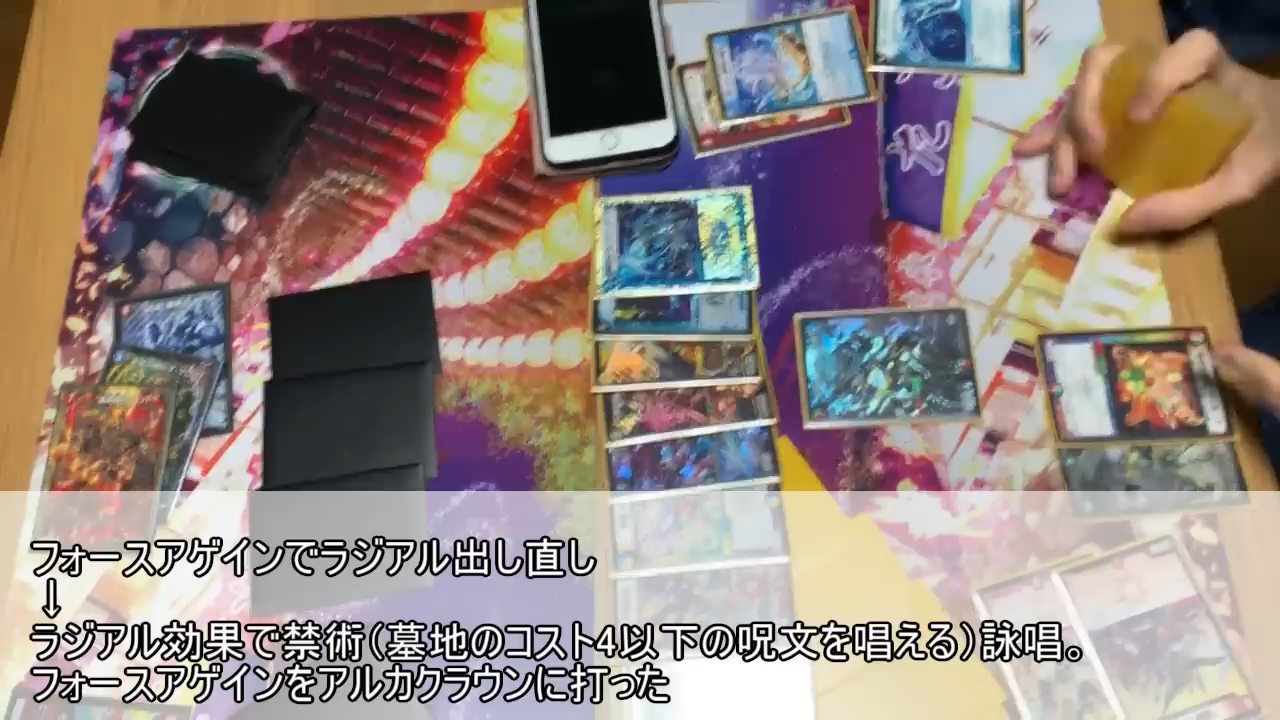 フォースアゲインでラジアル出し直し
↓
ラジアル効果で禁術（墓地のコスト4以下の呪文を唱える）詠唱。
フォースアゲインをアルカクラウンに打った